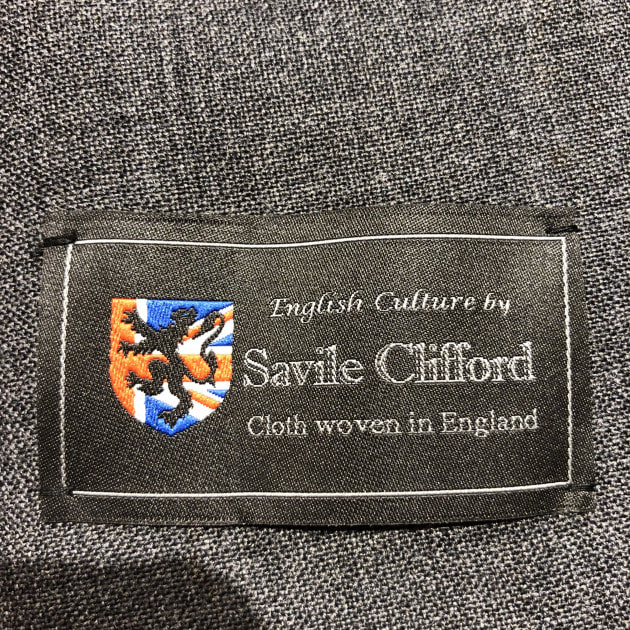 English Culture by
Savile Clifford
Cloth woven in England